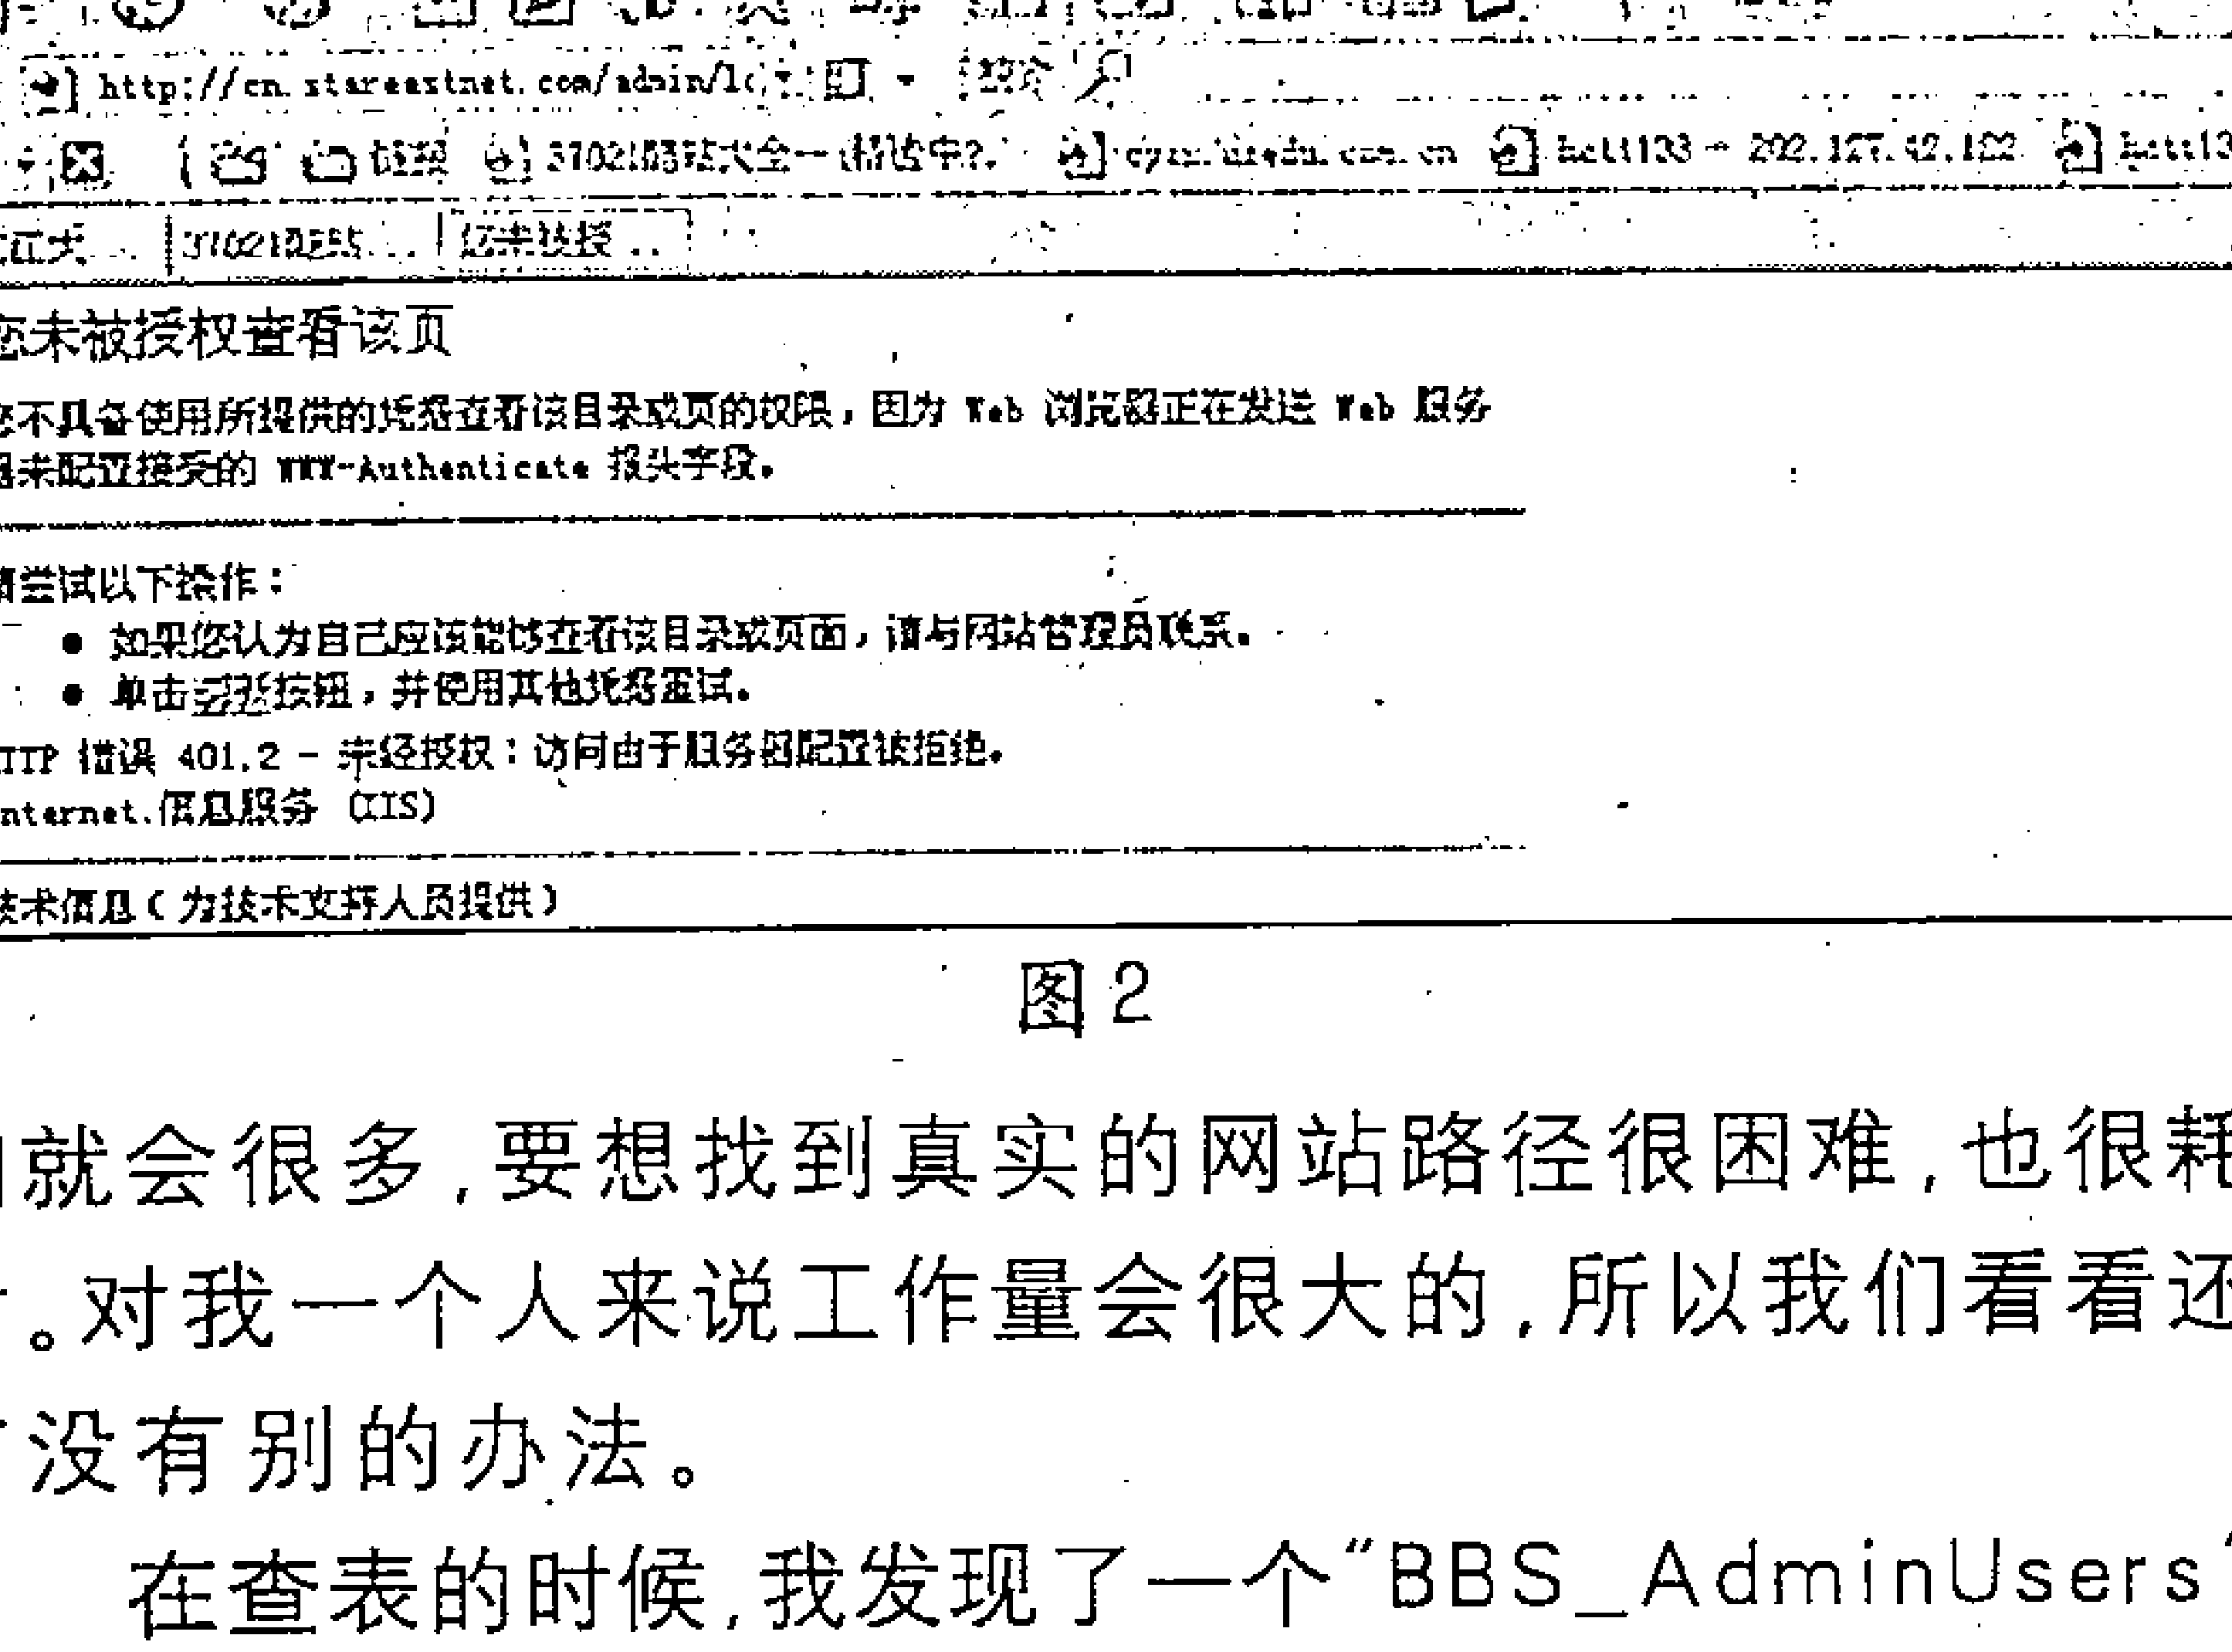 http://cn.stareastnet.com/admin/lo
链接
您未被授权查看该页
您不具备使用所提供的凭据查看该目录或页的权限，因为 Web 浏览器正在发送 Web 服务
器未配置接受的 WWW-Authenticate 报头字段。
请尝试以下操作：
● 如果您认为自己应该能够查看该目录或页面，请与网站管理员联系。
● 单击刷新按钮，并使用其他凭据重试。
TTP 错误 401.2 - 未经授权：访问由于服务器配置被拒绝。
nternet 信息服务 (IIS)
技术信息（为技术支持人员提供）
图2
就会很多,要想找到真实的网站路径很困难,也很耗
。对我一个人来说工作量会很大的,所以我们看看还
没有别的办法。
在查表的时候,我发现了一个“BBS_AdminUsers”